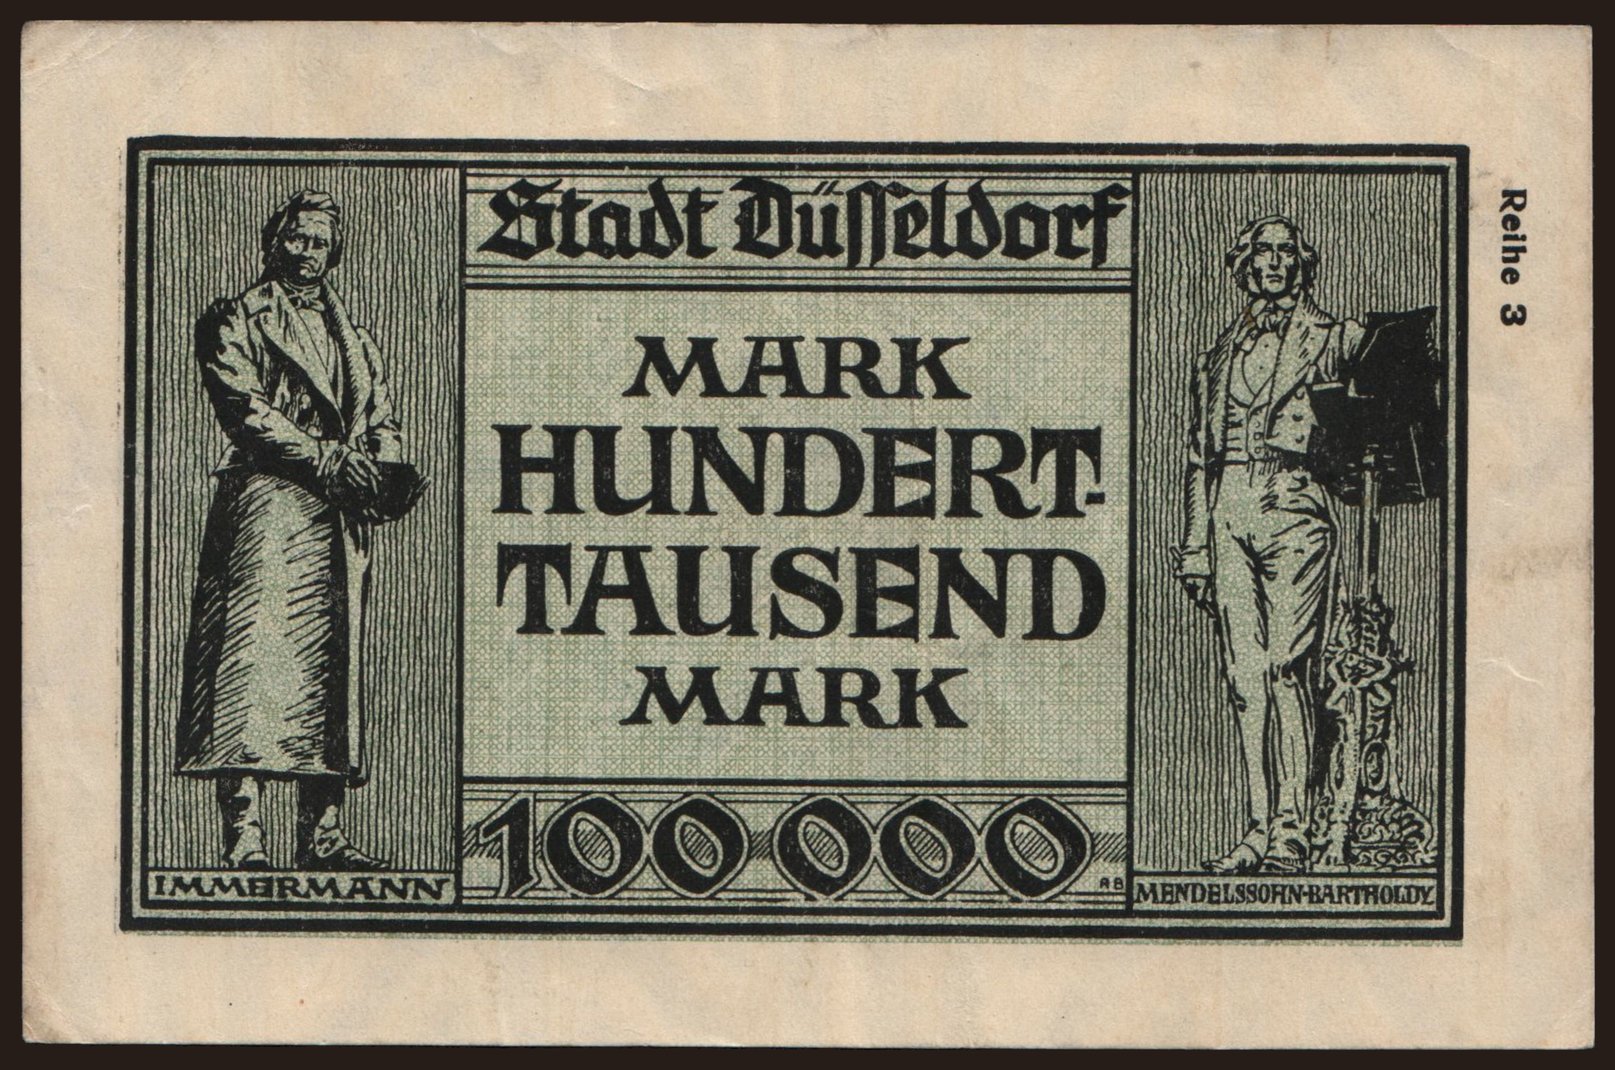 Stadt Düsseldorf
MARK
HUNDERT-
TAUSEND
MARK
100 000
AB
IMMERMANN
MENDELSSOHN-BARTHOLDY
Reihe 3